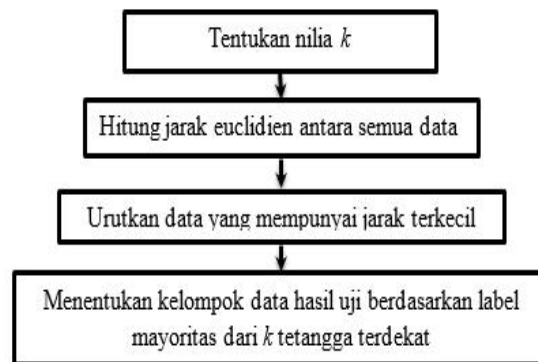 Tentukan nilia k
Hitung jarak euclidien antara semua data
Urutkan data yang mempunyai jarak terkecil
Menentukan kelompok data hasil uji berdasarkan label
mayoritas dari k tetangga terdekat